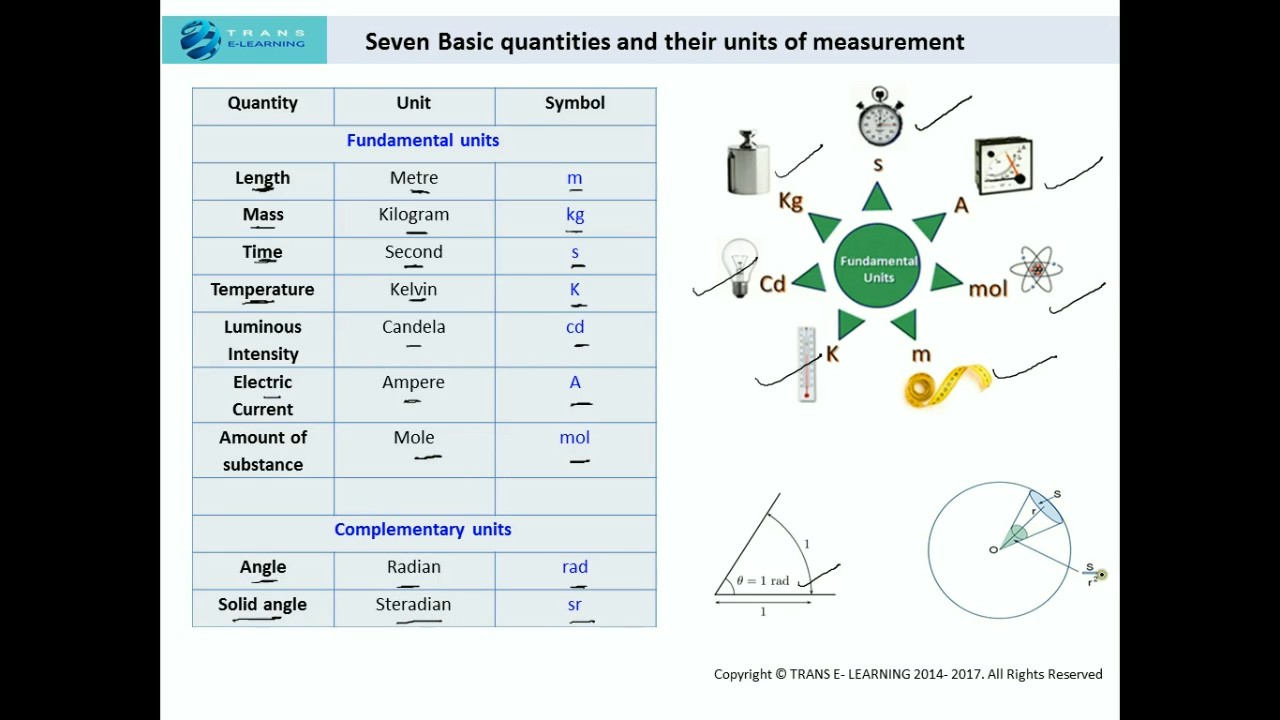 TRANS
E-LEARNING
Seven Basic quantities and their units of measurement
Quantity Unit Symbol
Fundamental units
Length Metre m
Mass Kilogram kg
Time Second s
Temperature Kelvin K
Luminous
Intensity Candela cd
Electric
Current Ampere A
Amount of
substance Mole mol
Complementary units
Angle Radian rad
Solid angle Steradian sr
s
Kg
A
Fundamental
Units
Cd
mol
K
m
1
θ = 1 rad
1
S
r
O
S
r²
Copyright © TRANS E- LEARNING 2014- 2017. All Rights Reserved